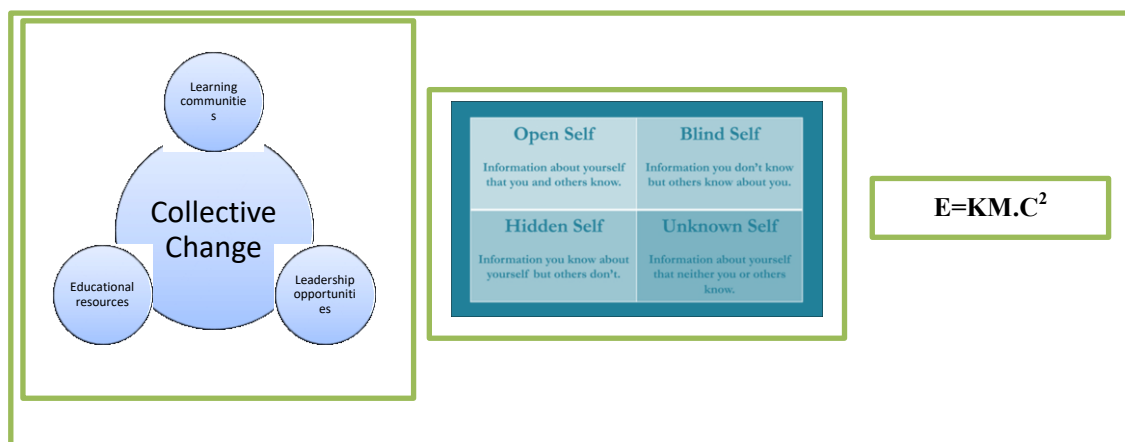 Learning
communitie
s
Collective
Change
Educational
resources
Leadership
opportuniti
es
Open Self
Information about yourself
that you and others know.
Blind Self
Information you don't know
but others know about you.
Hidden Self
Information you know about
yourself but others don't.
Unknown Self
Information about yourself
that neither you or others
know.
E=KM.C²